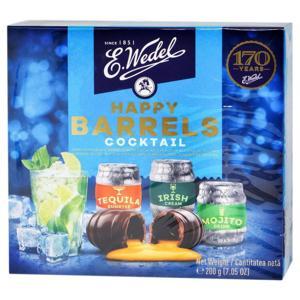 SINCE 1851
E. Wedel
170
YEARS
E. Wedel
HAPPY
BARRELS
COCKTAIL
TEQUILA
SUNRISE
IRISH
CREAM
MOJITO
DRINK
Net Weight / Cantitatea netă
e 200 g (7.05 OZ)